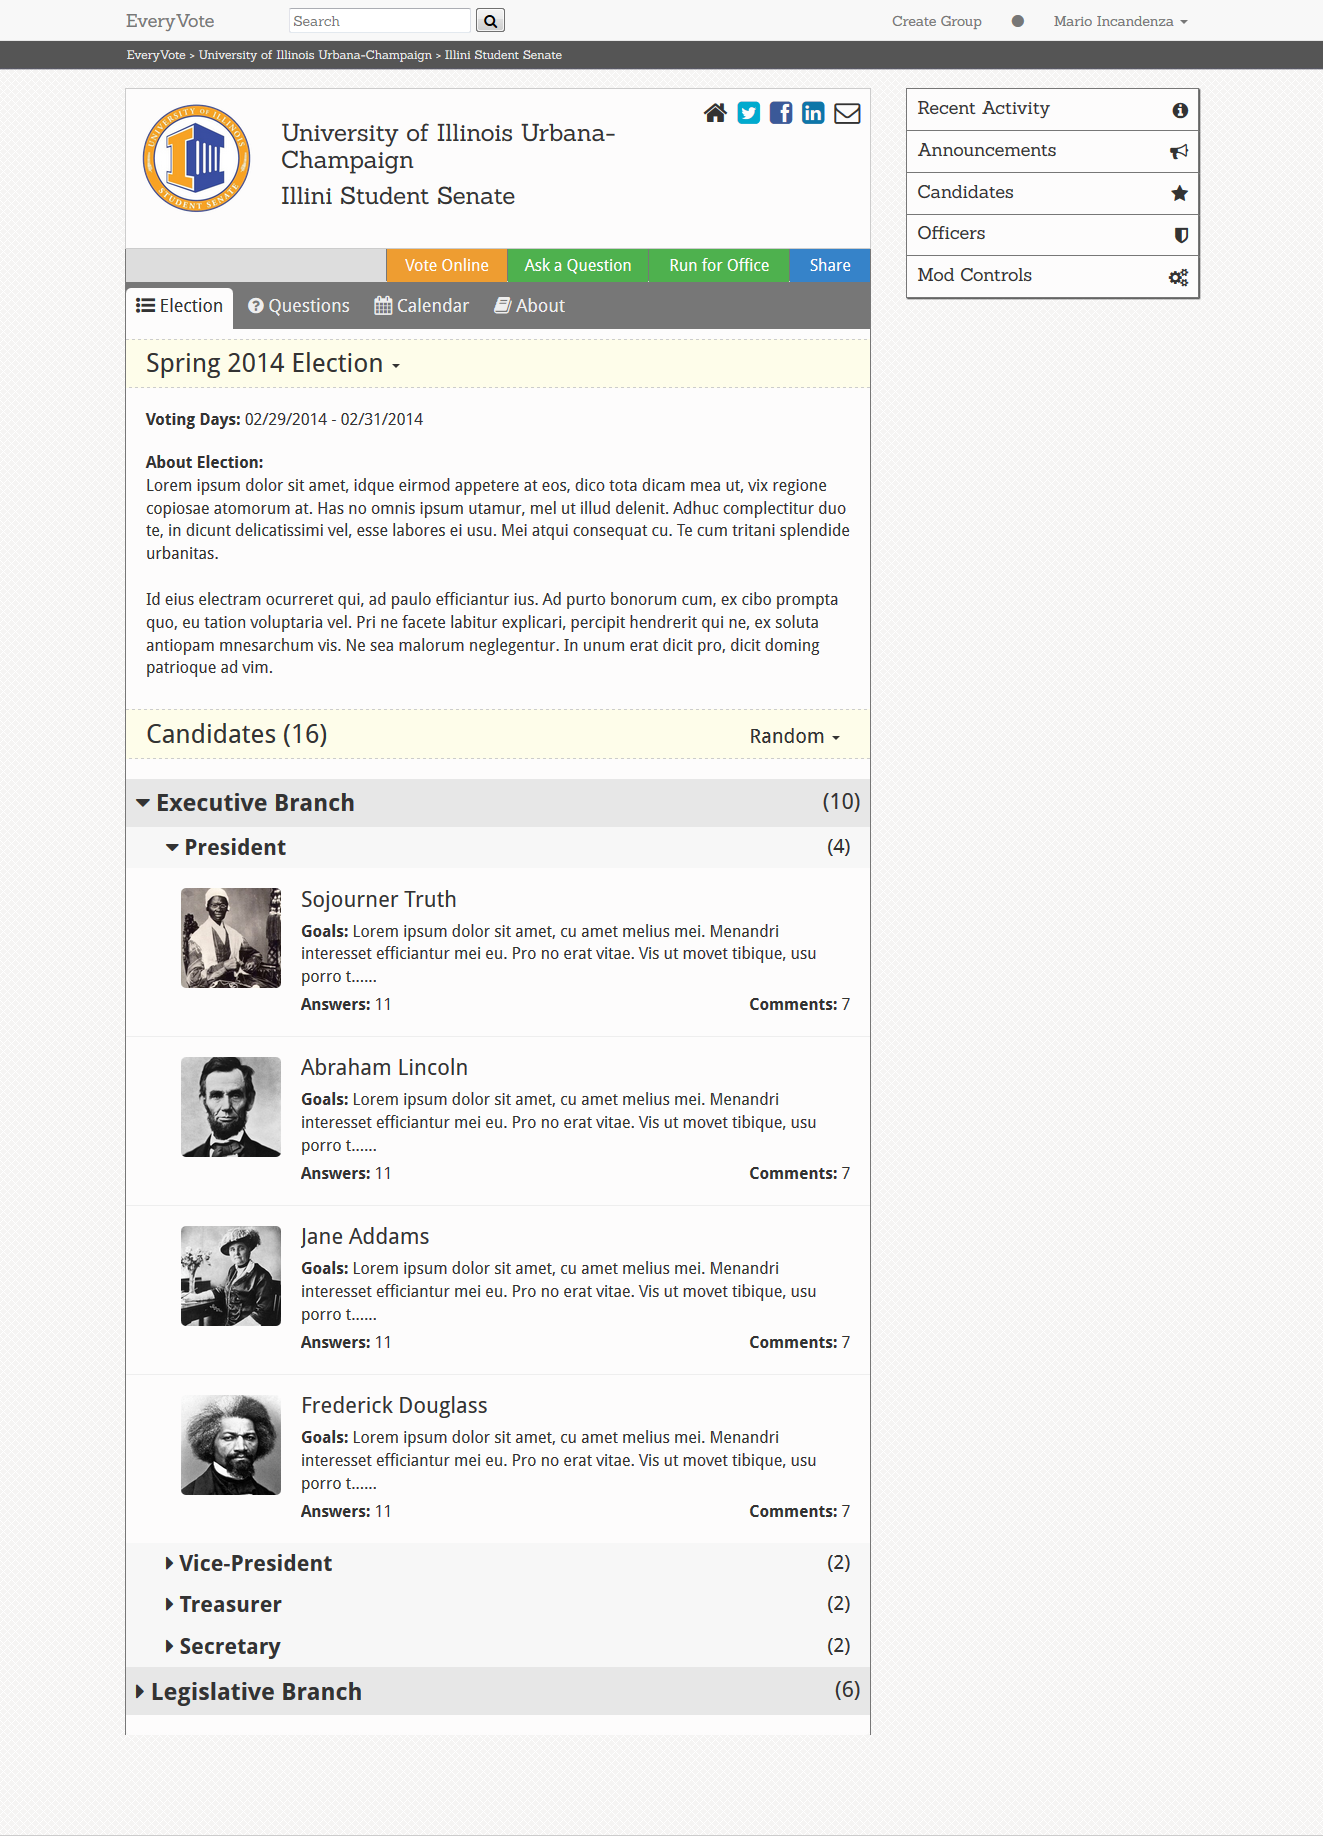 EveryVote
Search
Create Group
Mario Incandenza
EveryVote > University of Illinois Urbana-Champaign > Illini Student Senate
UNIVERSITY OF ILLINOIS
STUDENT SENATE
University of Illinois Urbana-
Champaign
Illini Student Senate
Recent Activity
Announcements
Candidates
Officers
Mod Controls
Vote Online
Ask a Question
Run for Office
Share
Election
Questions
Calendar
About
Spring 2014 Election
Voting Days: 02/29/2014 - 02/31/2014
About Election:
Lorem ipsum dolor sit amet, idque eirmod appetere at eos, dico tota dicam mea ut, vix regione
copiosae atomorum at. Has no omnis ipsum utamur, mel ut illud delenit. Adhuc complectitur duo
te, in dicunt delicatissimi vel, esse labores ei usu. Mei atqui consequat cu. Te cum tritani splendide
urbanitas.
Id eius electram ocurreret qui, ad paulo efficiantur ius. Ad purto bonorum cum, ex cibo prompta
quo, eu tation voluptaria vel. Pri ne facete labitur explicari, percipit hendrerit qui ne, ex soluta
antiopam mnesarchum vis. Ne sea malorum neglegentur. In unum erat dicit pro, dicit doming
patrioque ad vim.
Candidates (16)
Random
Executive Branch (10)
President (4)
Sojourner Truth
Goals: Lorem ipsum dolor sit amet, cu amet melius mei. Menandri
interesset efficiantur mei eu. Pro no erat vitae. Vis ut movet tibique, usu
porro t......
Answers: 11 Comments: 7
Abraham Lincoln
Goals: Lorem ipsum dolor sit amet, cu amet melius mei. Menandri
interesset efficiantur mei eu. Pro no erat vitae. Vis ut movet tibique, usu
porro t......
Answers: 11 Comments: 7
Jane Addams
Goals: Lorem ipsum dolor sit amet, cu amet melius mei. Menandri
interesset efficiantur mei eu. Pro no erat vitae. Vis ut movet tibique, usu
porro t......
Answers: 11 Comments: 7
Frederick Douglass
Goals: Lorem ipsum dolor sit amet, cu amet melius mei. Menandri
interesset efficiantur mei eu. Pro no erat vitae. Vis ut movet tibique, usu
porro t......
Answers: 11 Comments: 7
Vice-President (2)
Treasurer (2)
Secretary (2)
Legislative Branch (6)